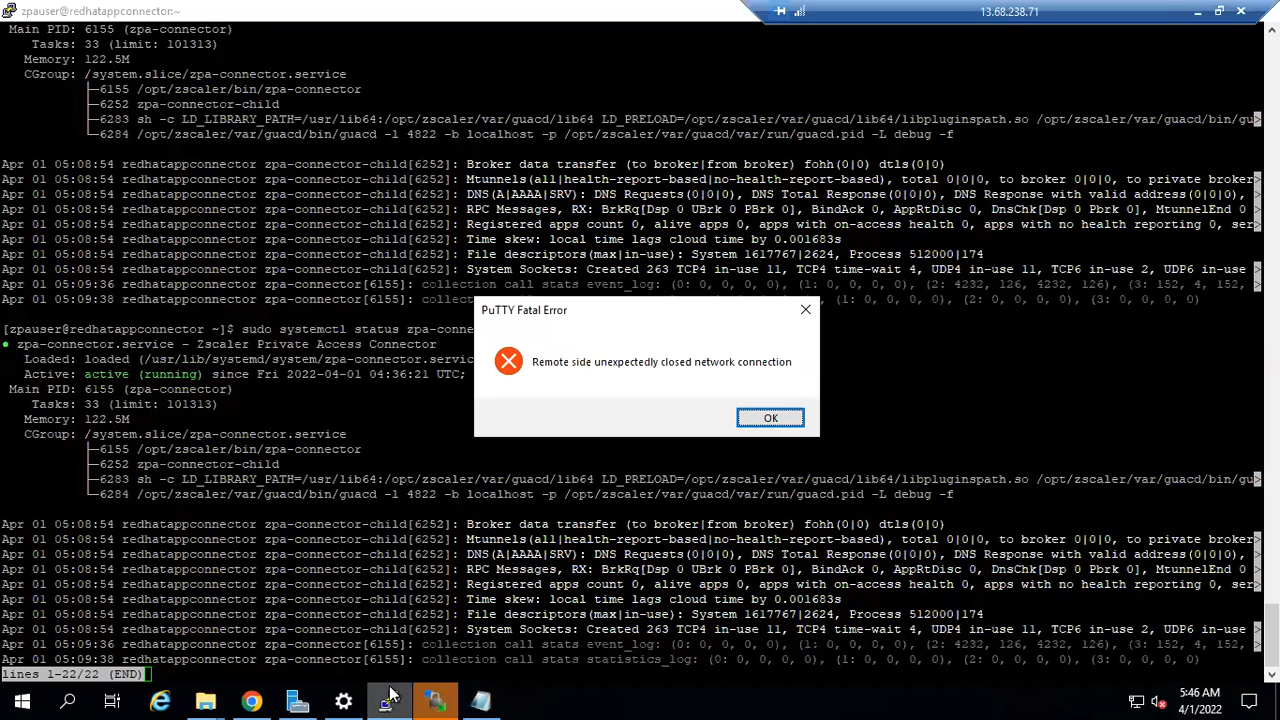 zpauser@redhatappconnector:~
13.68.238.71
Main PID: 6155 (zpa-connector)
Tasks: 33 (limit: 101313)
Memory: 122.5M
CGroup: /system.slice/zpa-connector.service
├─6155 /opt/zscaler/bin/zpa-connector
├─6252 zpa-connector-child
├─6283 sh -c LD_LIBRARY_PATH=/usr/lib64:/opt/zscaler/var/guacd/lib64 LD_PRELOAD=/opt/zscaler/var/guacd/lib64/libpluginspath.so /opt/zscaler/var/guacd/bin/gu>
└─6284 /opt/zscaler/var/guacd/bin/guacd -l 4822 -b localhost -p /opt/zscaler/var/guacd/var/run/guacd.pid -L debug -f
Apr 01 05:08:54 redhatappconnector zpa-connector-child[6252]: Broker data transfer (to broker|from broker) fohh(0|0) dtls(0|0)
Apr 01 05:08:54 redhatappconnector zpa-connector-child[6252]: Mtunnels(all|health-report-based|no-health-report-based), total 0|0|0, to broker 0|0|0, to private broker>
Apr 01 05:08:54 redhatappconnector zpa-connector-child[6252]: DNS(A|AAAA|SRV): DNS Requests(0|0|0), DNS Total Response(0|0|0), DNS Response with valid address(0|0|0), >
Apr 01 05:08:54 redhatappconnector zpa-connector-child[6252]: RPC Messages, RX: BrkRq[Dsp 0 UBrk 0 PBrk 0], BindAck 0, AppRtDisc 0, DnsChk[Dsp 0 Pbrk 0], MtunnelEnd 0 >
Apr 01 05:08:54 redhatappconnector zpa-connector-child[6252]: Registered apps count 0, alive apps 0, apps with on-access health 0, apps with no health reporting 0, ser>
Apr 01 05:08:54 redhatappconnector zpa-connector-child[6252]: Time skew: local time lags cloud time by 0.001683s
Apr 01 05:08:54 redhatappconnector zpa-connector-child[6252]: File descriptors(max|in-use): System 1617767|2624, Process 512000|174
Apr 01 05:08:54 redhatappconnector zpa-connector-child[6252]: System Sockets: Created 263 TCP4 in-use 11, TCP4 time-wait 4, UDP4 in-use 11, TCP6 in-use 2, UDP6 in-use >
Apr 01 05:09:36 redhatappconnector zpa-connector[6155]: collection call stats event_log: (0: 0, 0, 0, 0) (1: 0, 0, 0, 0) (2: 4232, 126, 4232, 126), (3: 152, 4, 152, >
Apr 01 05:09:38 redhatappconnector zpa-connector[6155]: collec (1: 0, 0, 0, 0) (2: 0, 0, 0, 0) (3: 0, 0, 0, 0)
[zpauser@redhatappconnector ~]$ sudo systemctl status zpa-conne
● zpa-connector.service - Zscaler Private Access Connector
Loaded: loaded (/usr/lib/systemd/system/zpa-connector.servic
Active: active (running) since Fri 2022-04-01 04:36:21 UTC;
Main PID: 6155 (zpa-connector)
Tasks: 33 (limit: 101313)
Memory: 122.5M
CGroup: /system.slice/zpa-connector.service
├─6155 /opt/zscaler/bin/zpa-connector
├─6252 zpa-connector-child
├─6283 sh -c LD_LIBRARY_PATH=/usr/lib64:/opt/zscaler/var/guacd/lib64 LD_PRELOAD=/opt/zscaler/var/guacd/lib64/libpluginspath.so /opt/zscaler/var/guacd/bin/gu>
└─6284 /opt/zscaler/var/guacd/bin/guacd -l 4822 -b localhost -p /opt/zscaler/var/guacd/var/run/guacd.pid -L debug -f
Apr 01 05:08:54 redhatappconnector zpa-connector-child[6252]: Broker data transfer (to broker|from broker) fohh(0|0) dtls(0|0)
Apr 01 05:08:54 redhatappconnector zpa-connector-child[6252]: Mtunnels(all|health-report-based|no-health-report-based), total 0|0|0, to broker 0|0|0, to private broker>
Apr 01 05:08:54 redhatappconnector zpa-connector-child[6252]: DNS(A|AAAA|SRV): DNS Requests(0|0|0), DNS Total Response(0|0|0), DNS Response with valid address(0|0|0), >
Apr 01 05:08:54 redhatappconnector zpa-connector-child[6252]: RPC Messages, RX: BrkRq[Dsp 0 UBrk 0 PBrk 0], BindAck 0, AppRtDisc 0, DnsChk[Dsp 0 Pbrk 0], MtunnelEnd 0 >
Apr 01 05:08:54 redhatappconnector zpa-connector-child[6252]: Registered apps count 0, alive apps 0, apps with on-access health 0, apps with no health reporting 0, ser>
Apr 01 05:08:54 redhatappconnector zpa-connector-child[6252]: Time skew: local time lags cloud time by 0.001683s
Apr 01 05:08:54 redhatappconnector zpa-connector-child[6252]: File descriptors(max|in-use): System 1617767|2624, Process 512000|174
Apr 01 05:08:54 redhatappconnector zpa-connector-child[6252]: System Sockets: Created 263 TCP4 in-use 11, TCP4 time-wait 4, UDP4 in-use 11, TCP6 in-use 2, UDP6 in-use >
Apr 01 05:09:36 redhatappconnector zpa-connector[6155]: collection call stats event_log: (0: 0, 0, 0, 0) (1: 0, 0, 0, 0) (2: 4232, 126, 4232, 126), (3: 152, 4, 152, >
Apr 01 05:09:38 redhatappconnector zpa-connector[6155]: collection call stats statistics_log: (0: 0, 0, 0, 0) (1: 0, 0, 0, 0) (2: 0, 0, 0, 0) (3: 0, 0, 0, 0)
lines 1-22/22 (END)
PuTTY Fatal Error
Remote side unexpectedly closed network connection
OK
5:46 AM
4/1/2022